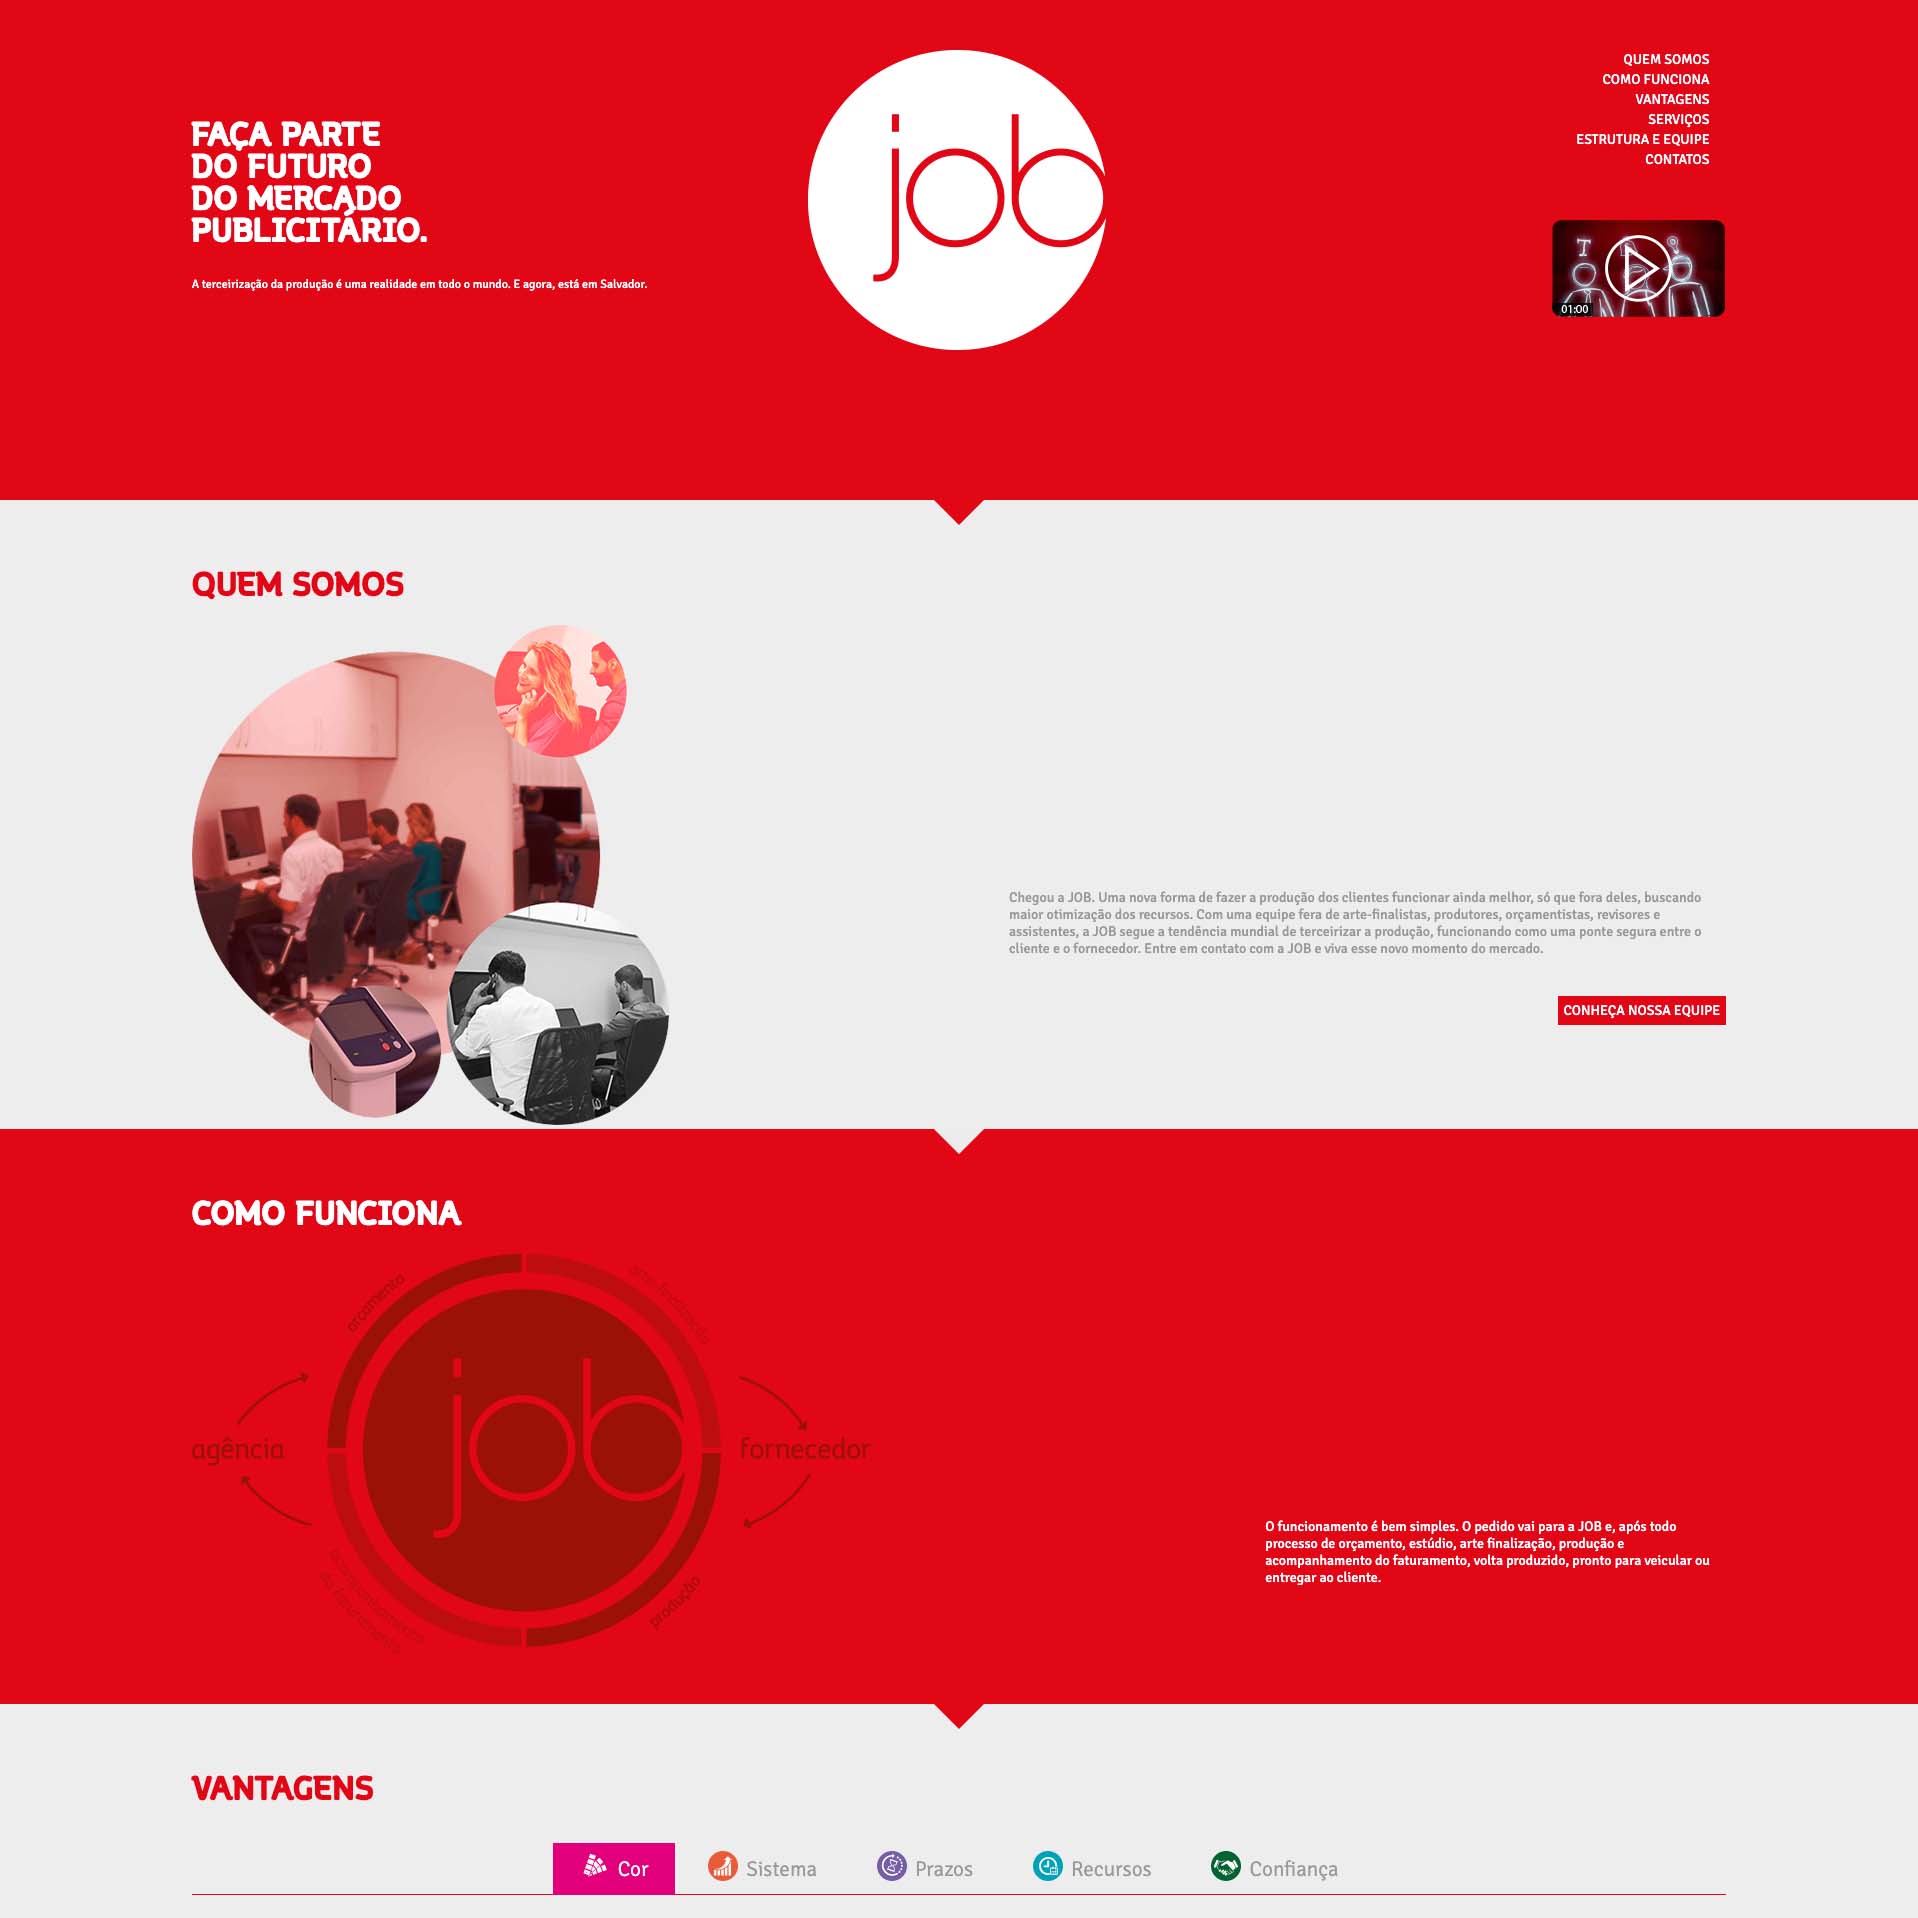 FAÇA PARTE
DO FUTURO
DO MERCADO
PUBLICITÁRIO.
A terceirização da produção é uma realidade em todo o mundo. E agora, está em Salvador.
job
QUEM SOMOS
COMO FUNCIONA
VANTAGENS
SERVIÇOS
ESTRUTURA E EQUIPE
CONTATOS
T
01:00
QUEM SOMOS
Chegou a JOB. Uma nova forma de fazer a produção dos clientes funcionar ainda melhor, só que fora deles, buscando
maior otimização dos recursos. Com uma equipe fera de arte-finalistas, produtores, orçamentistas, revisores e
assistentes, a JOB segue a tendência mundial de terceirizar a produção, funcionando como uma ponte segura entre o
cliente e o fornecedor. Entre em contato com a JOB e viva esse novo momento do mercado.
CONHEÇA NOSSA EQUIPE
COMO FUNCIONA
orçamento
arte-finalização
agência
job
fornecedor
acompanhamento
do faturamento
produção
O funcionamento é bem simples. O pedido vai para a JOB e, após todo
processo de orçamento, estúdio, arte finalização, produção e
acompanhamento do faturamento, volta produzido, pronto para veicular ou
entregar ao cliente.
VANTAGENS
Cor
Sistema
Prazos
Recursos
Confiança